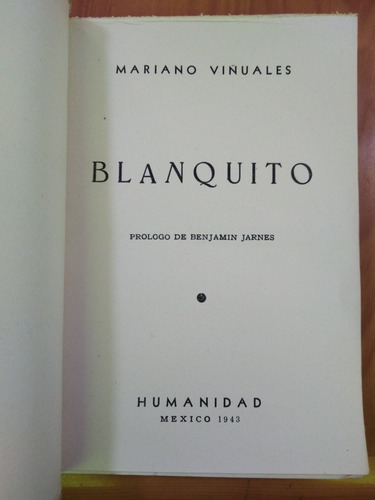 MARIANO VIÑUALES
BLANQUITO
PROLOGO DE BENJAMIN JARNES
HUMANIDAD
MEXICO 1943